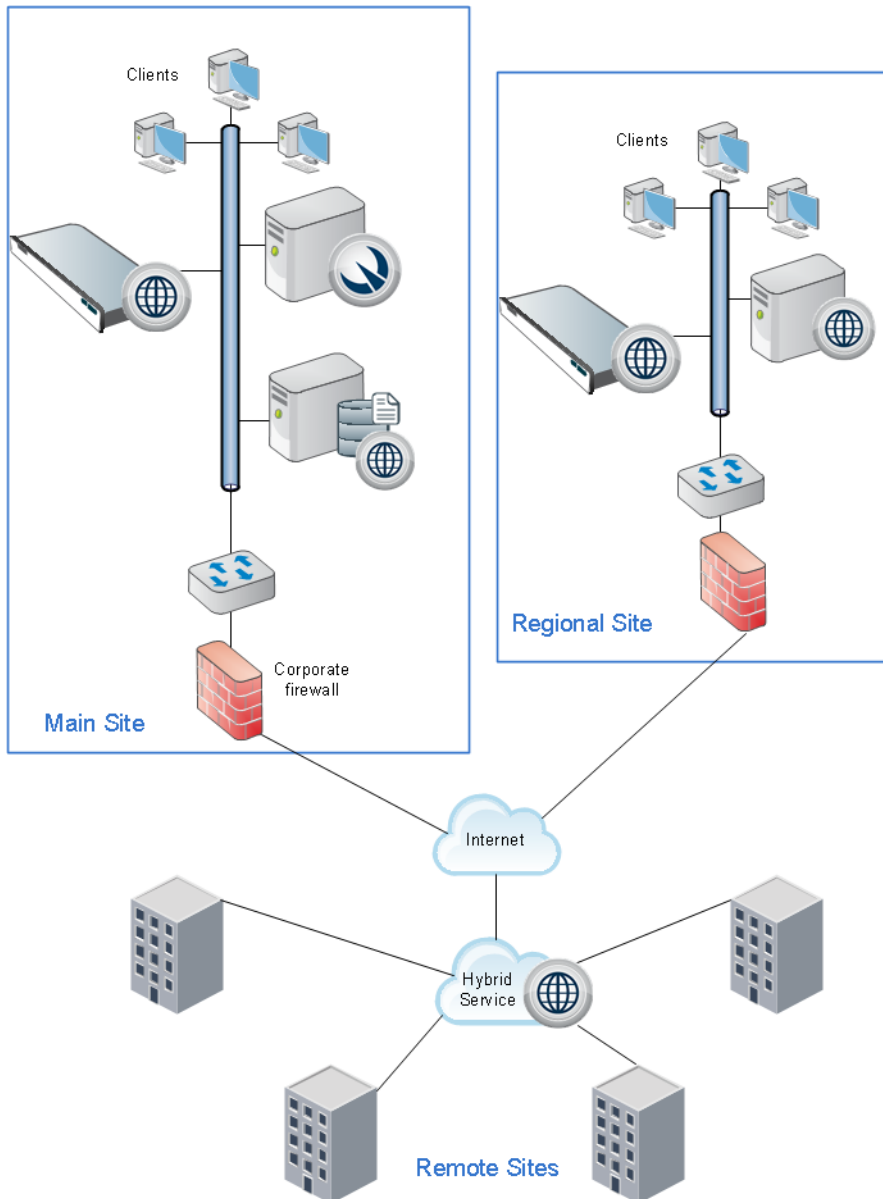 Clients
Clients
Corporate
firewall
Main Site
Regional Site
Internet
Hybrid
Service
Remote Sites